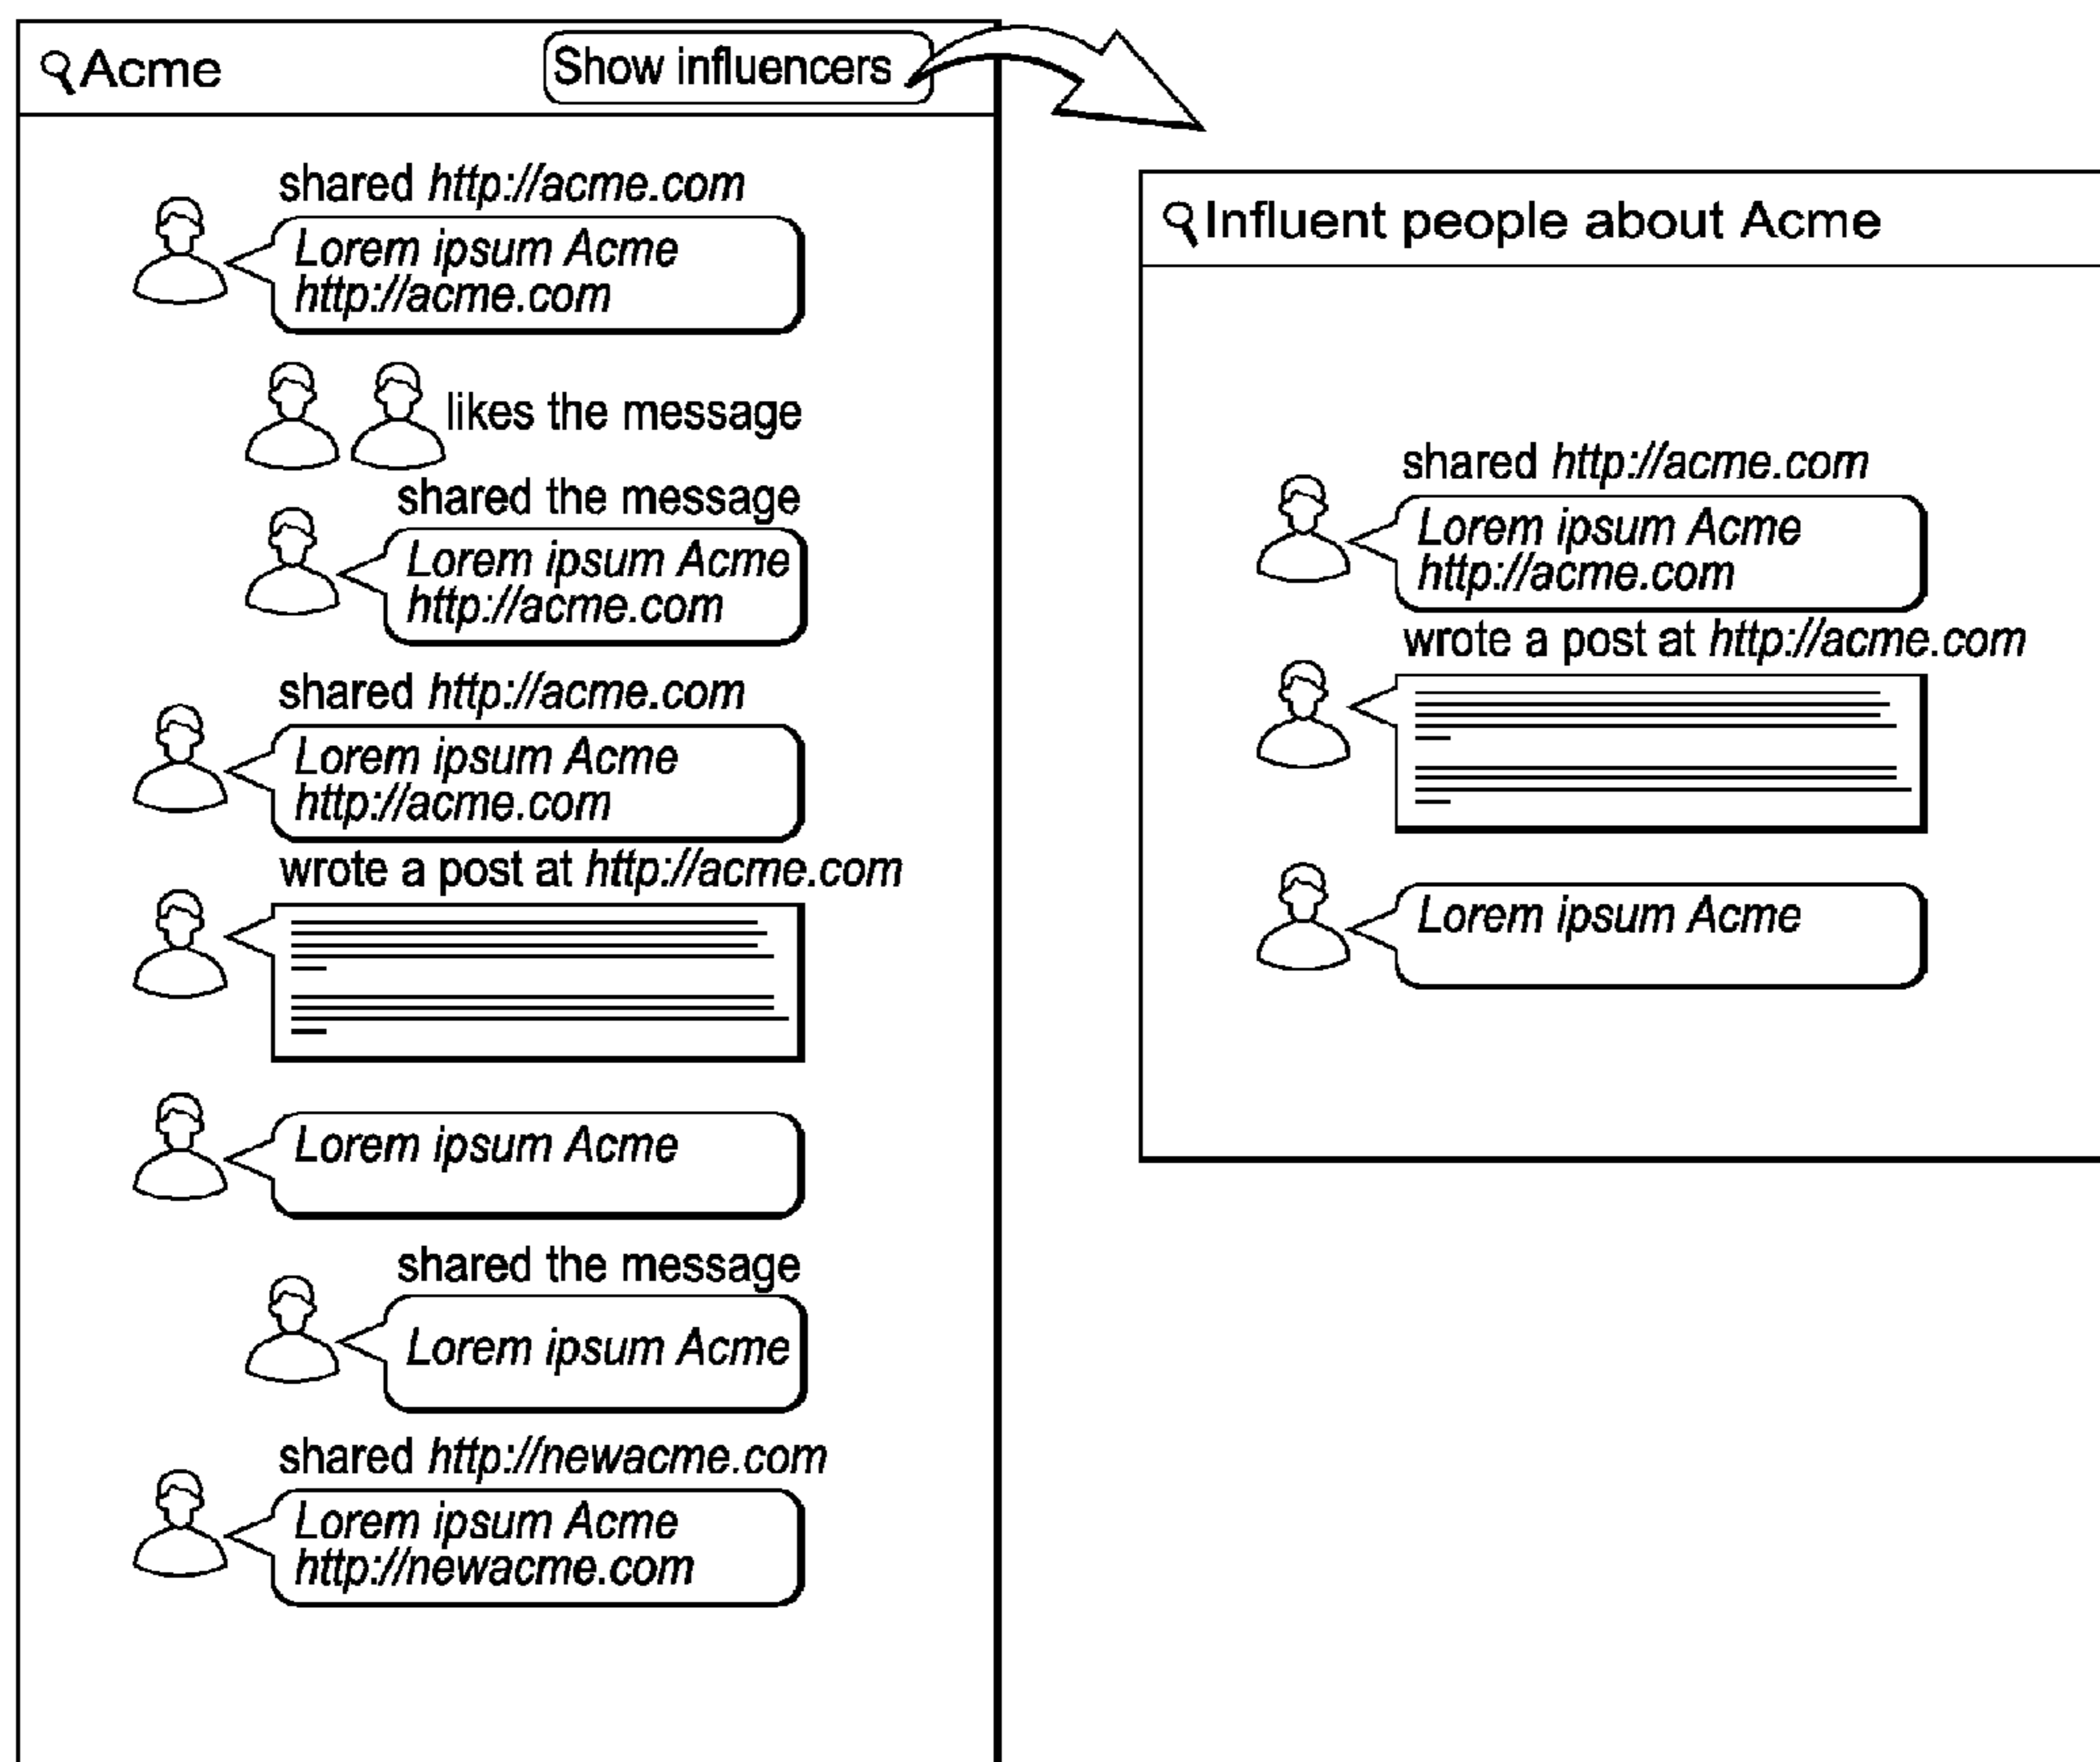 Acme
Show influencers
shared http://acme.com
Lorem ipsum Acme
http://acme.com
likes the message
shared the message
Lorem ipsum Acme
http://acme.com
shared http://acme.com
Lorem ipsum Acme
http://acme.com
wrote a post at http://acme.com
Lorem ipsum Acme
shared the message
Lorem ipsum Acme
shared http://newacme.com
Lorem ipsum Acme
http://newacme.com
Influent people about Acme
shared http://acme.com
Lorem ipsum Acme
http://acme.com
wrote a post at http://acme.com
Lorem ipsum Acme